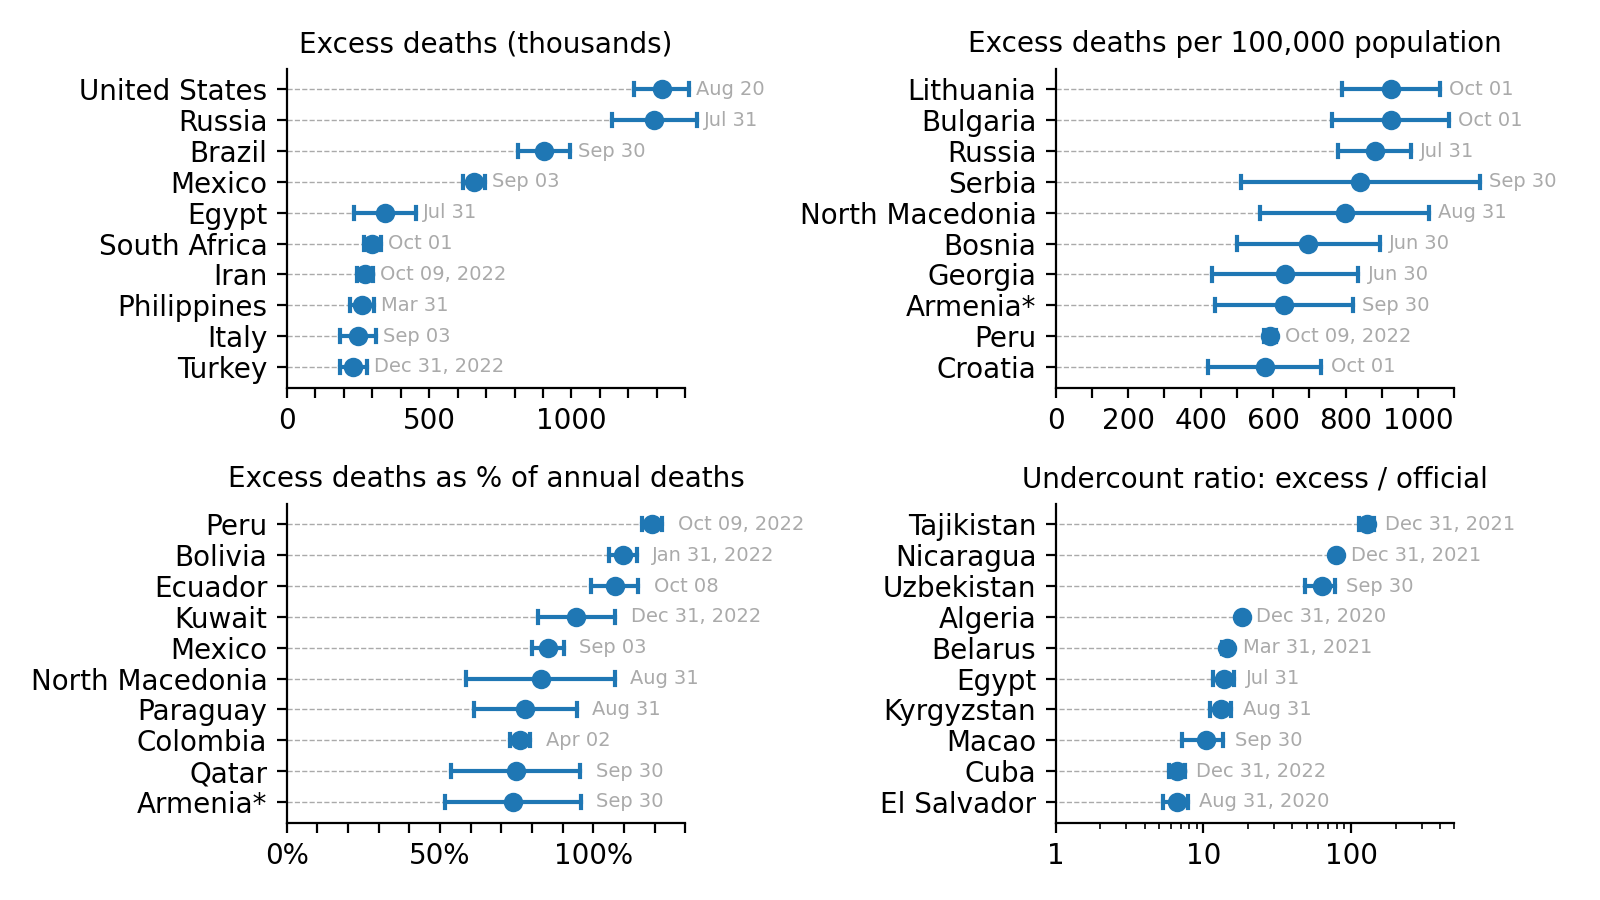 Excess deaths (thousands)
United States Aug 20
Russia Jul 31
Brazil Sep 30
Mexico Sep 03
Egypt Jul 31
South Africa Oct 01
Iran Oct 09, 2022
Philippines Mar 31
Italy Sep 03
Turkey Dec 31, 2022
0 500 1000
Excess deaths per 100,000 population
Lithuania Oct 01
Bulgaria Oct 01
Russia Jul 31
Serbia Sep 30
North Macedonia Aug 31
Bosnia Jun 30
Georgia Jun 30
Armenia* Sep 30
Peru Oct 09, 2022
Croatia Oct 01
0 200 400 600 800 1000
Excess deaths as % of annual deaths
Peru Oct 09, 2022
Bolivia Jan 31, 2022
Ecuador Oct 08
Kuwait Dec 31, 2022
Mexico Sep 03
North Macedonia Aug 31
Paraguay Aug 31
Colombia Apr 02
Qatar Sep 30
Armenia* Sep 30
0% 50% 100%
Undercount ratio: excess / official
Tajikistan Dec 31, 2021
Nicaragua Dec 31, 2021
Uzbekistan Sep 30
Algeria Dec 31, 2020
Belarus Mar 31, 2021
Egypt Jul 31
Kyrgyzstan Aug 31
Macao Sep 30
Cuba Dec 31, 2022
El Salvador Aug 31, 2020
1 10 100